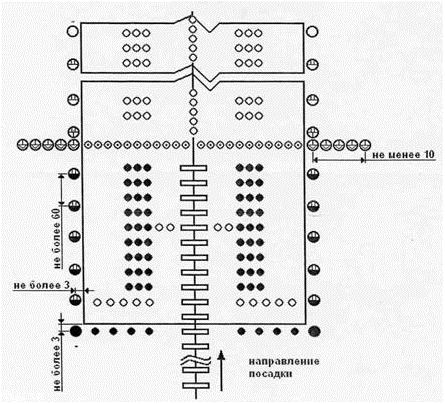 не менее 10
не более 60
не более 3
не более 3
направление
посадки